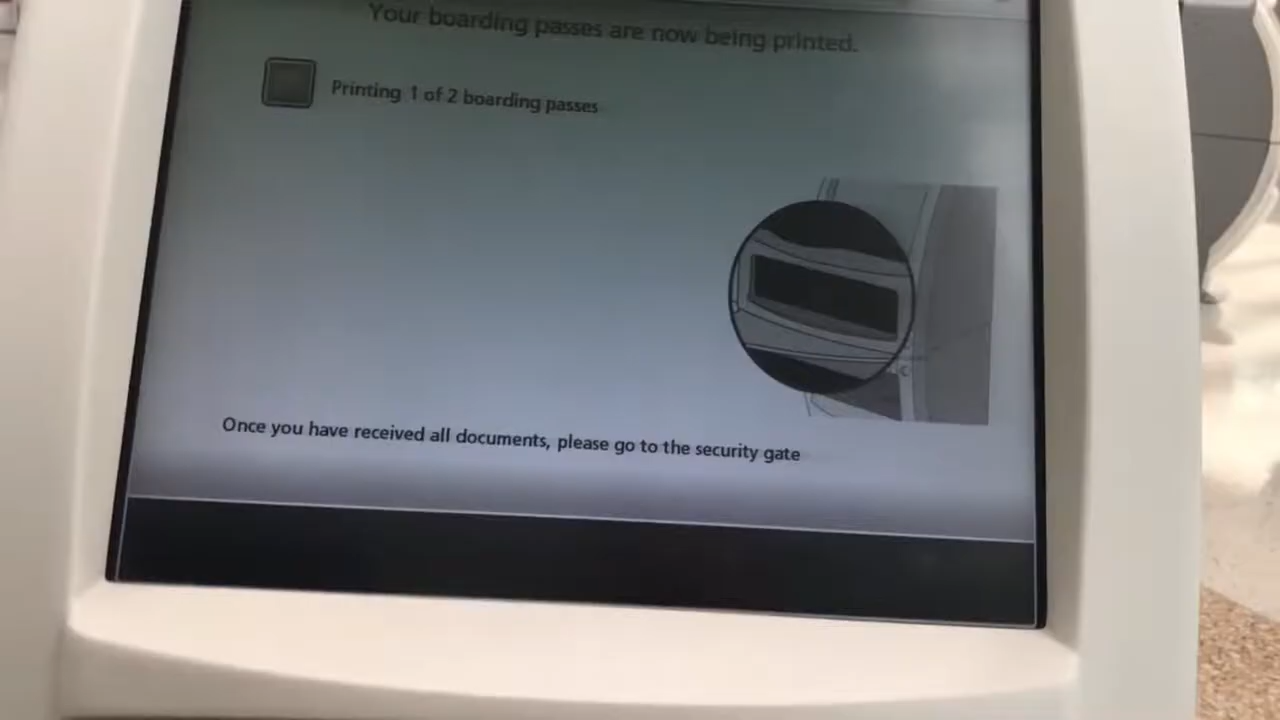 Your boarding passes are now being printed.
Printing 1 of 2 boarding passes
Once you have received all documents, please go to the security gate